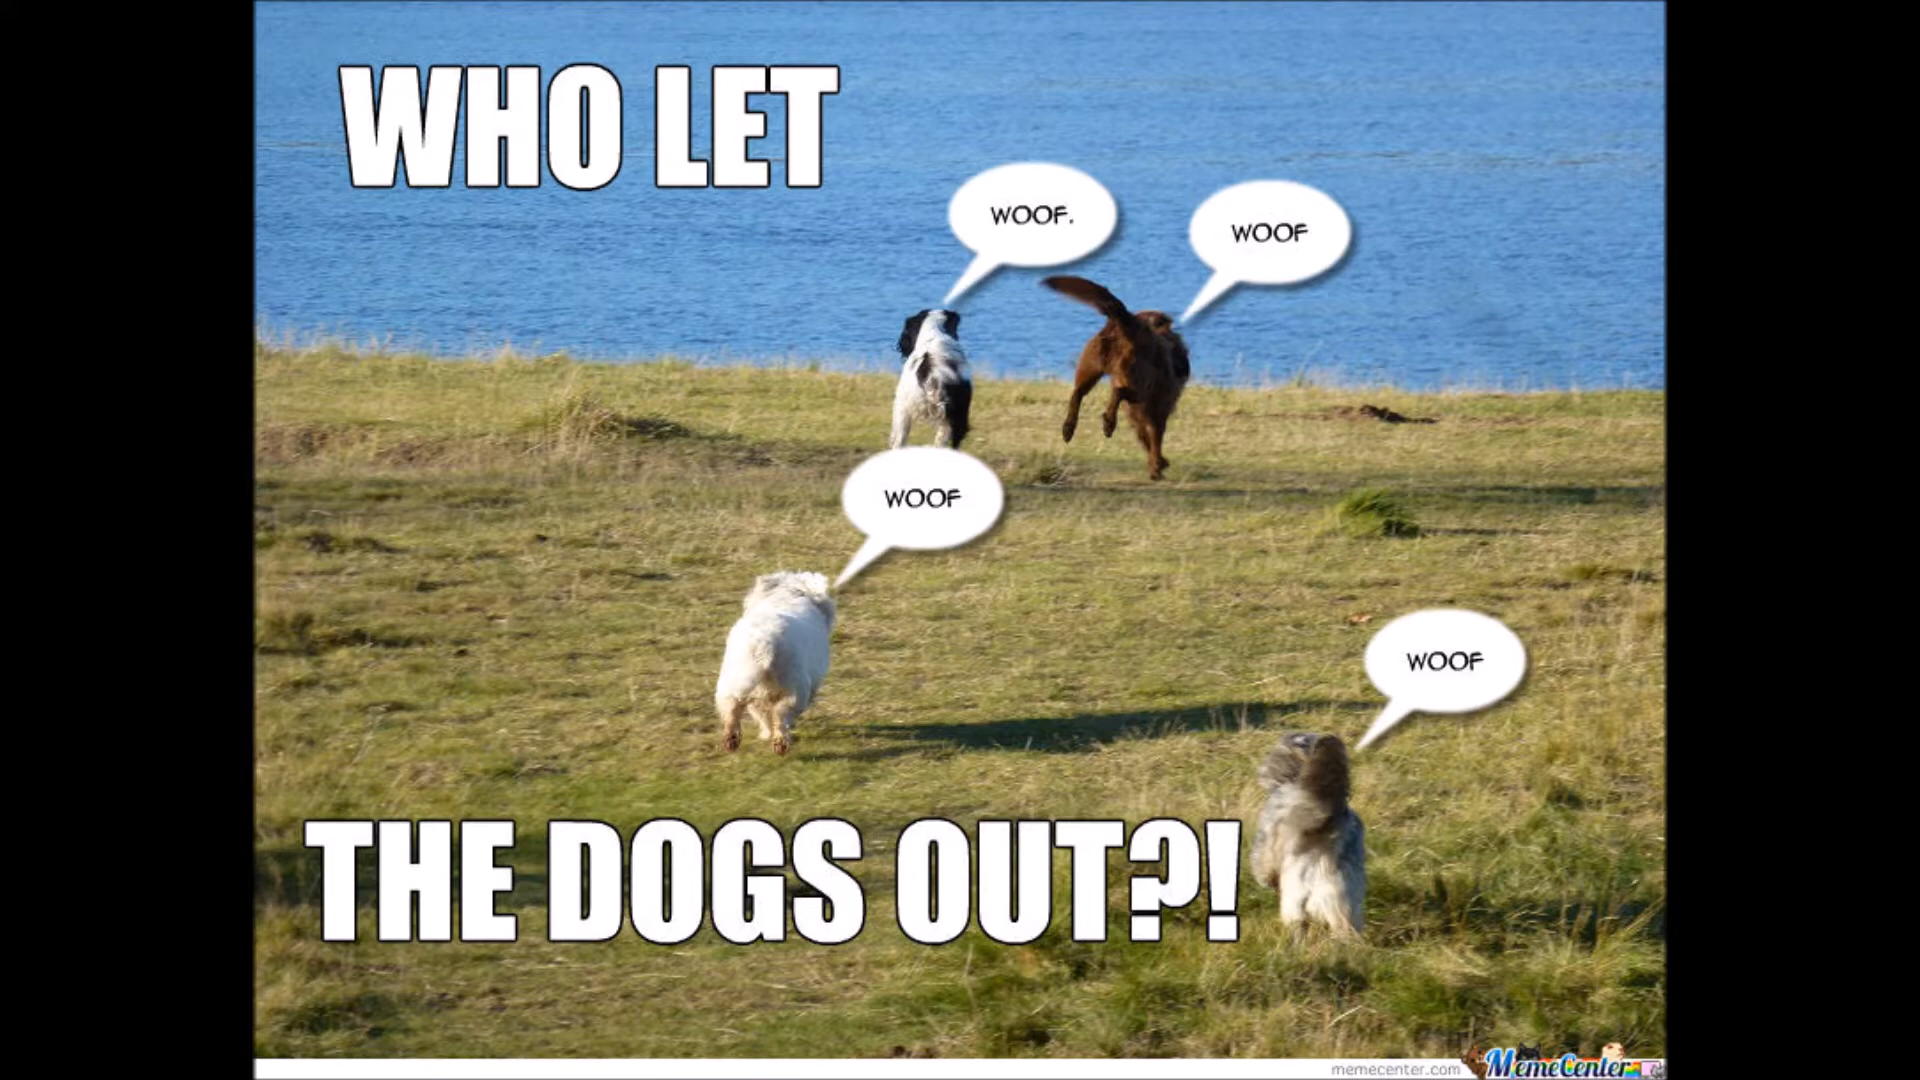 WHO LET
WOOF.
WOOF
WOOF
WOOF
THE DOGS OUT?!
memecenter.com MemeCenter